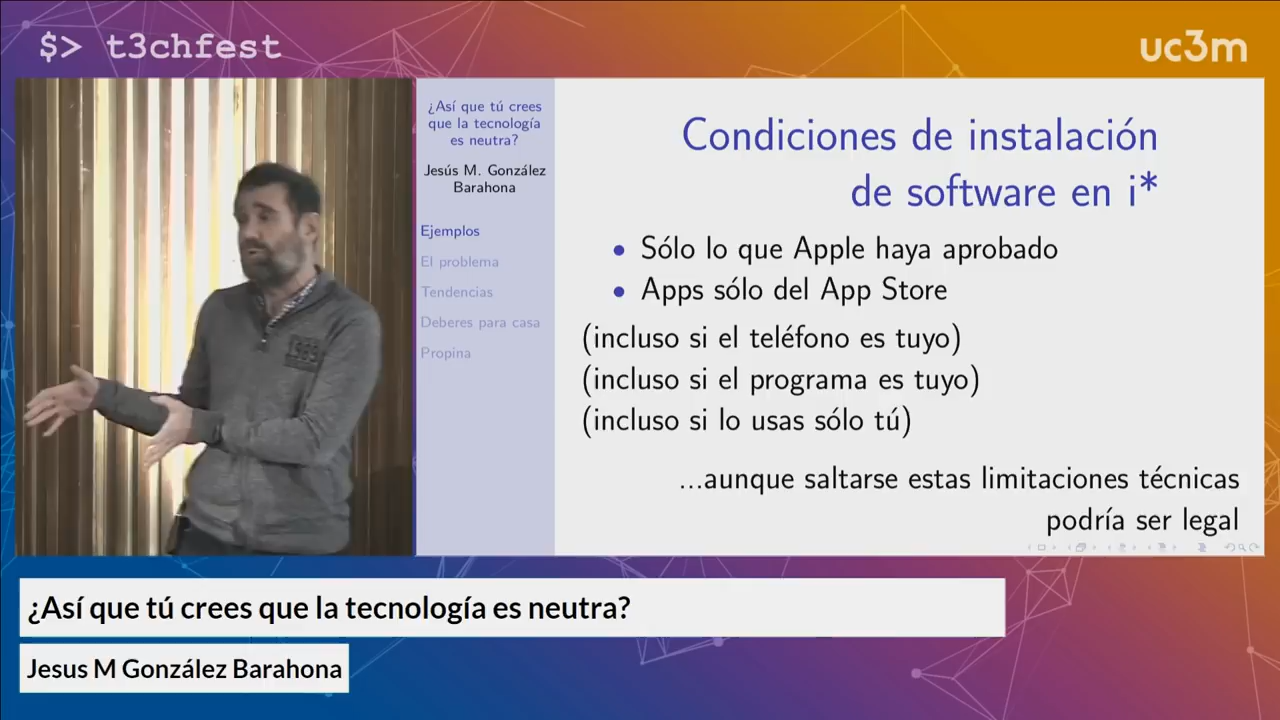 $> t3chfest
uc3m
¿Así que tú crees
que la tecnología
es neutra?
Jesús M. González
Barahona
Ejemplos
El problema
Tendencias
Deberes para casa
Propina
Condiciones de instalación
de software en i*
• Sólo lo que Apple haya aprobado
• Apps sólo del App Store
(incluso si el teléfono es tuyo)
(incluso si el programa es tuyo)
(incluso si lo usas sólo tú)
...aunque saltarse estas limitaciones técnicas
podría ser legal
1989
¿Así que tú crees que la tecnología es neutra?
Jesus M González Barahona